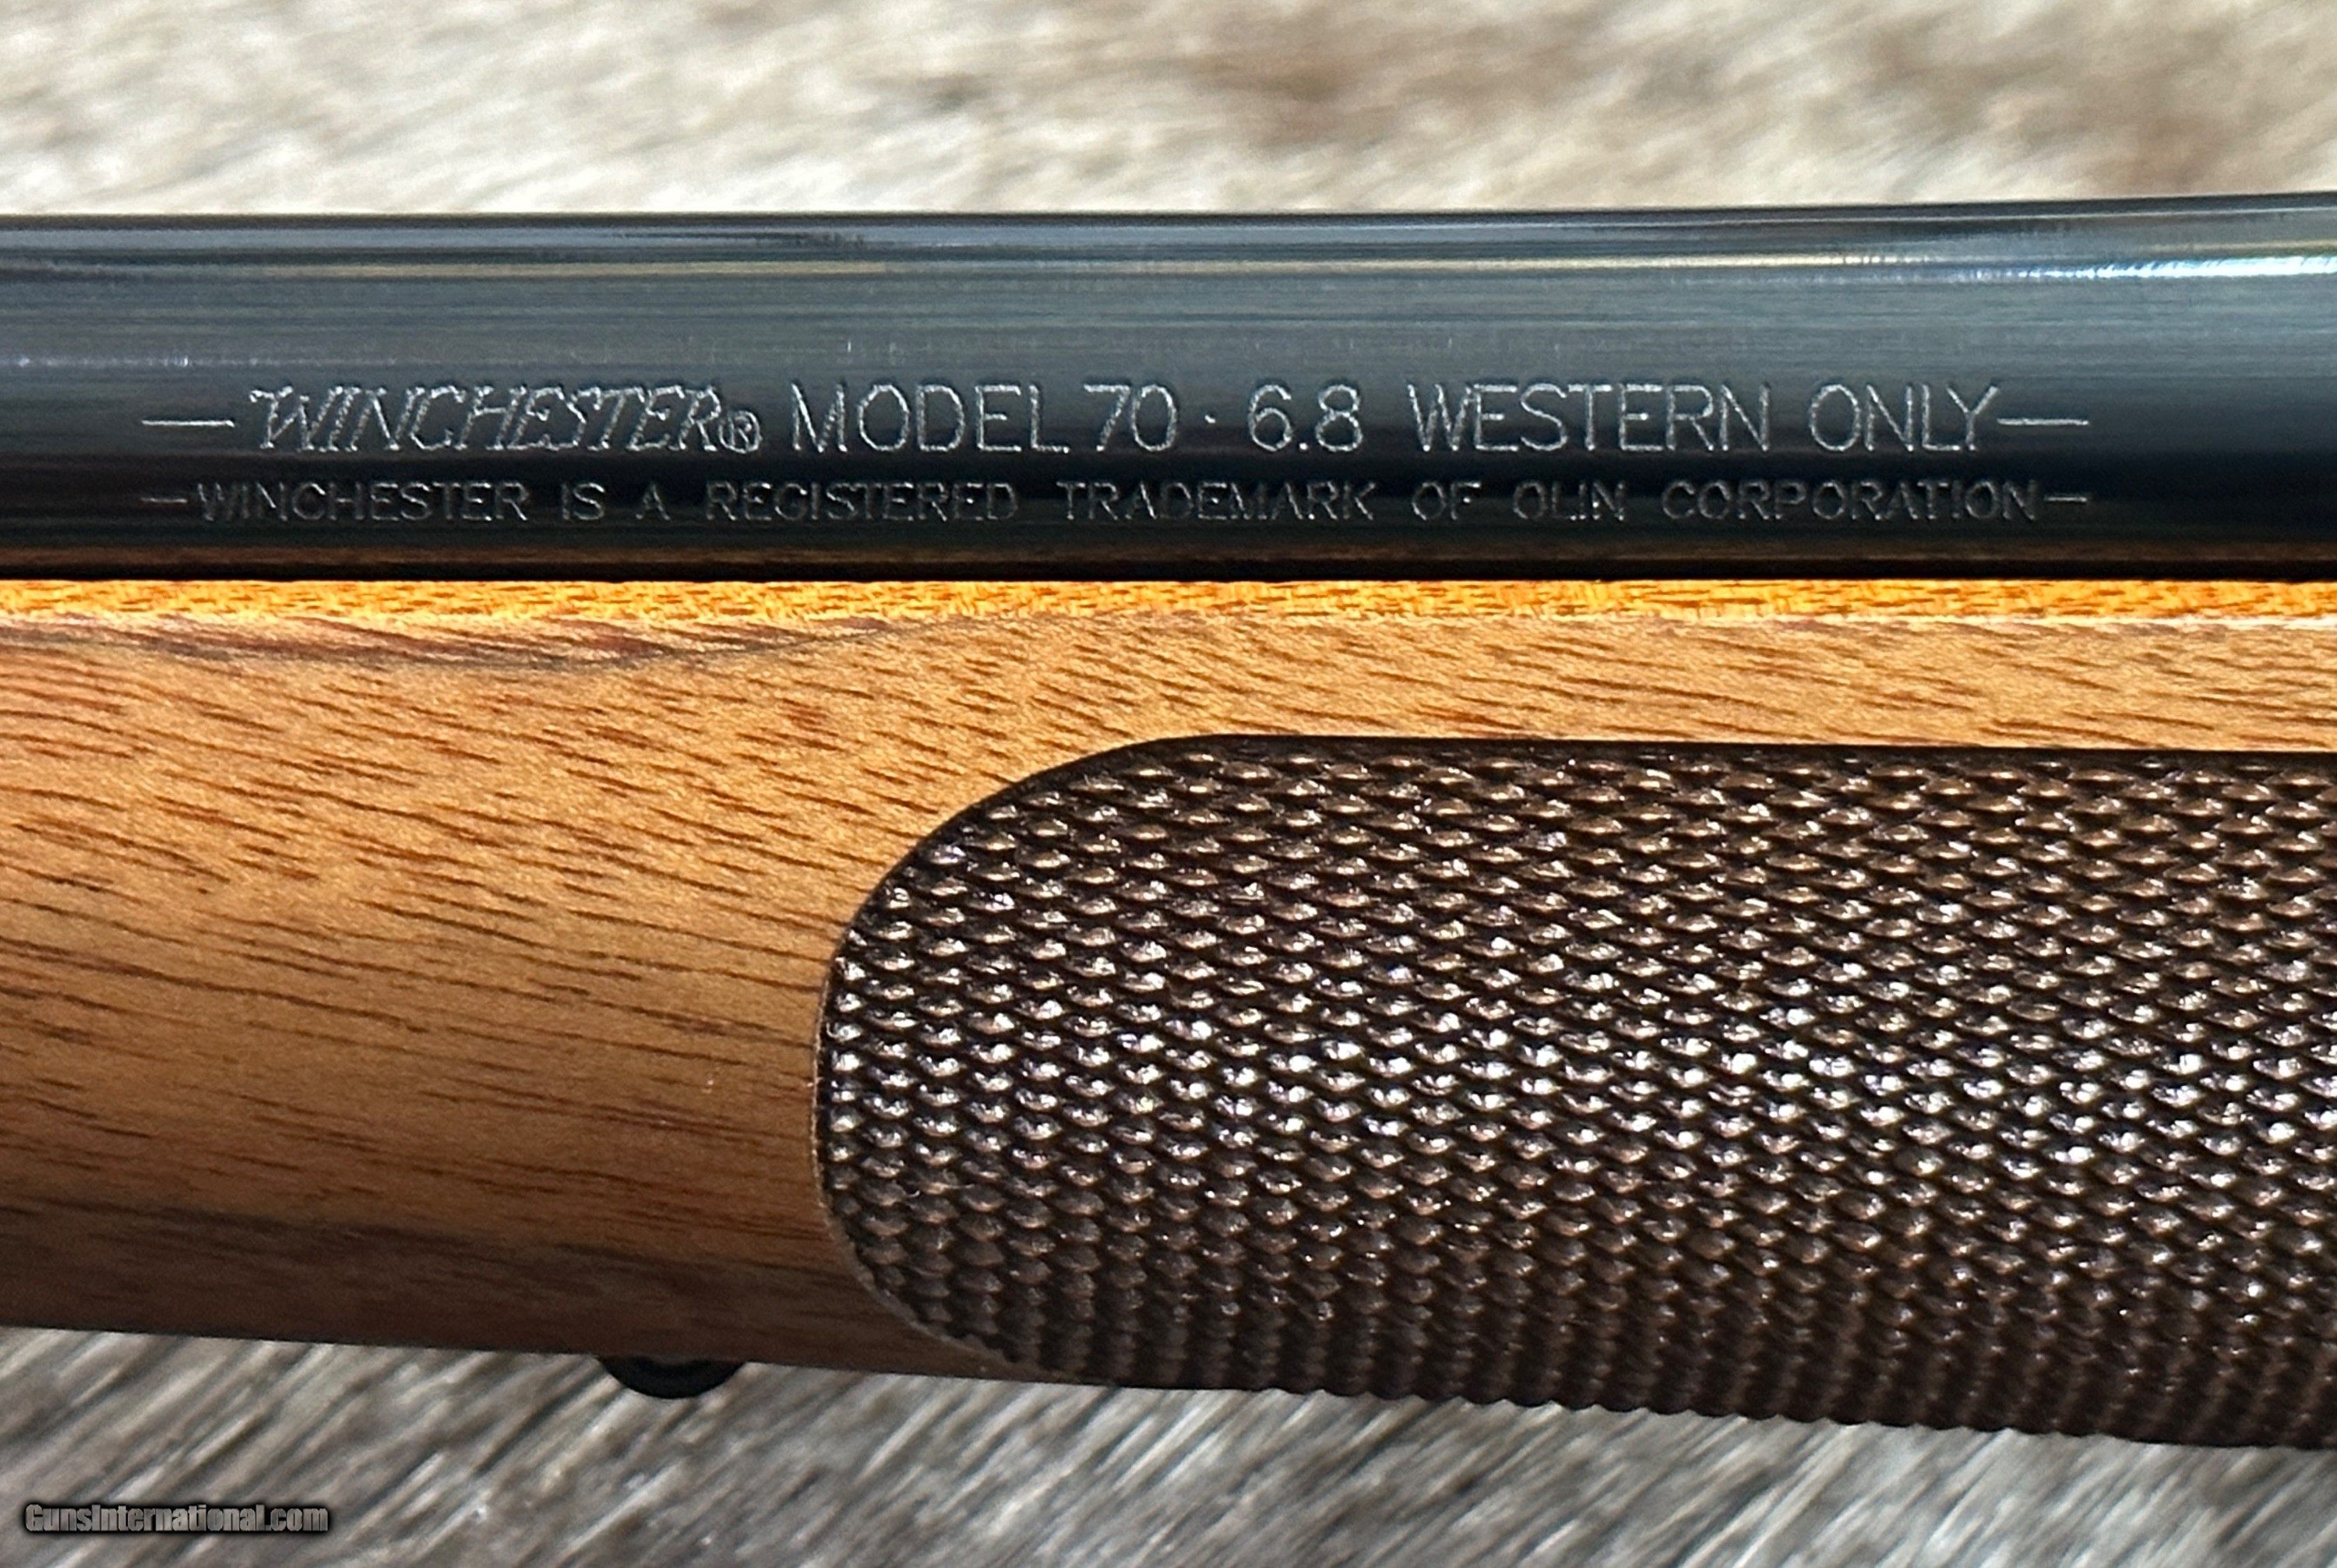 —WINCHESTER® MODEL 70 · 6.8 WESTERN ONLY—
—WINCHESTER IS A REGISTERED TRADEMARK OF OLIN CORPORATION—
GunsInternational.com